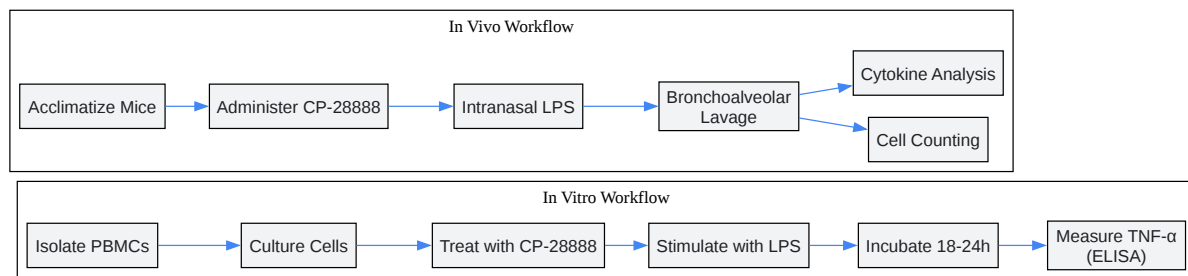 In Vivo Workflow
Acclimatize Mice
Administer CP-28888
Intranasal LPS
Bronchoalveolar
Lavage
Cytokine Analysis
Cell Counting
In Vitro Workflow
Isolate PBMCs
Culture Cells
Treat with CP-28888
Stimulate with LPS
Incubate 18-24h
Measure TNF-α
(ELISA)